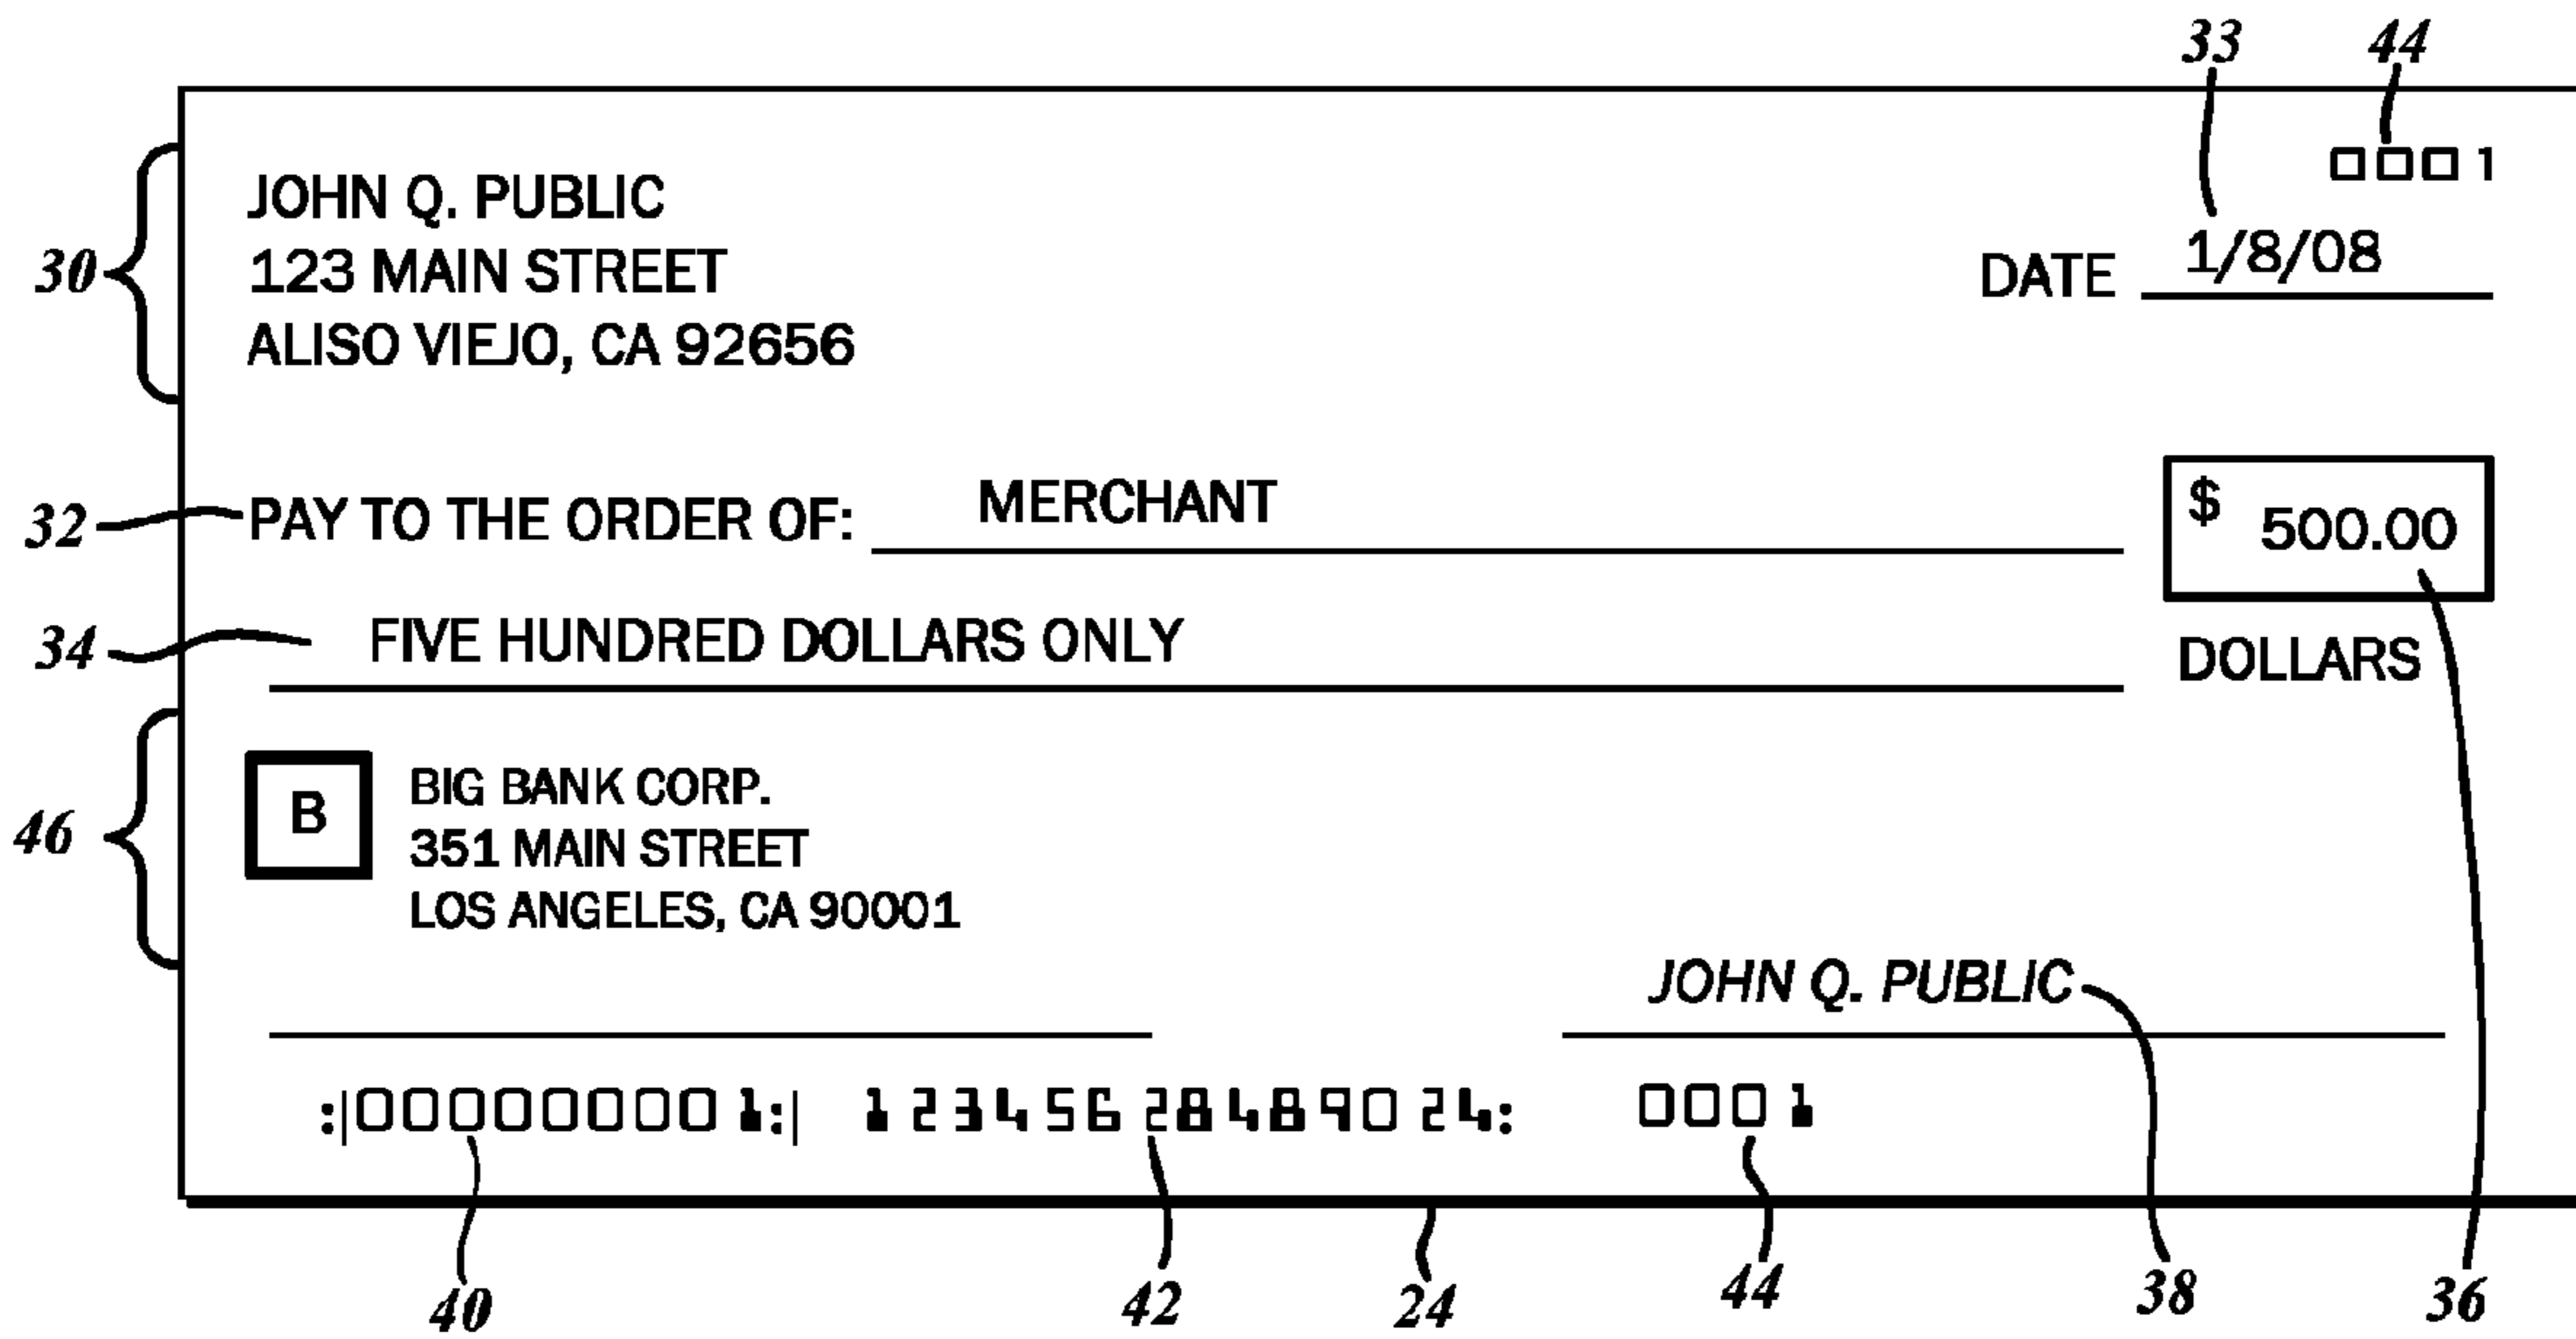 33 44
0001
30 JOHN Q. PUBLIC
123 MAIN STREET
ALISO VIEJO, CA 92656
DATE 1/8/08
32 PAY TO THE ORDER OF: MERCHANT $ 500.00
34 FIVE HUNDRED DOLLARS ONLY DOLLARS
46 B BIG BANK CORP.
351 MAIN STREET
LOS ANGELES, CA 90001
JOHN Q. PUBLIC
:|000000001:| 123456284890 24: 0001
40 42 24 44 38 36